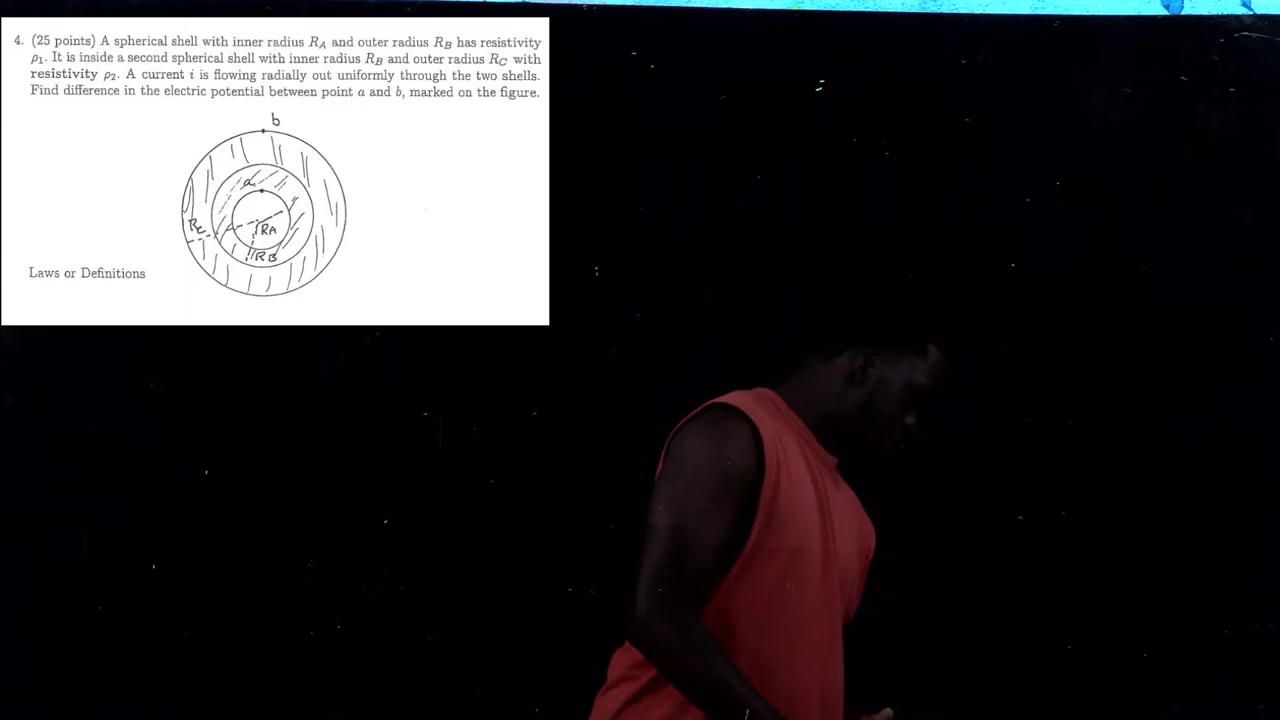 4. (25 points) A spherical shell with inner radius R_A and outer radius R_B has resistivity
ρ₁. It is inside a second spherical shell with inner radius R_B and outer radius R_C with
resistivity ρ₂. A current i is flowing radially out uniformly through the two shells.
Find difference in the electric potential between point a and b, marked on the figure.
b
a
R_C
R_A
R_B
Laws or Definitions